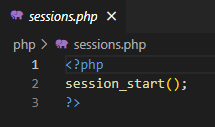 sessions.php ×
php > sessions.php
1 <?php
2 session_start();
3 ?>